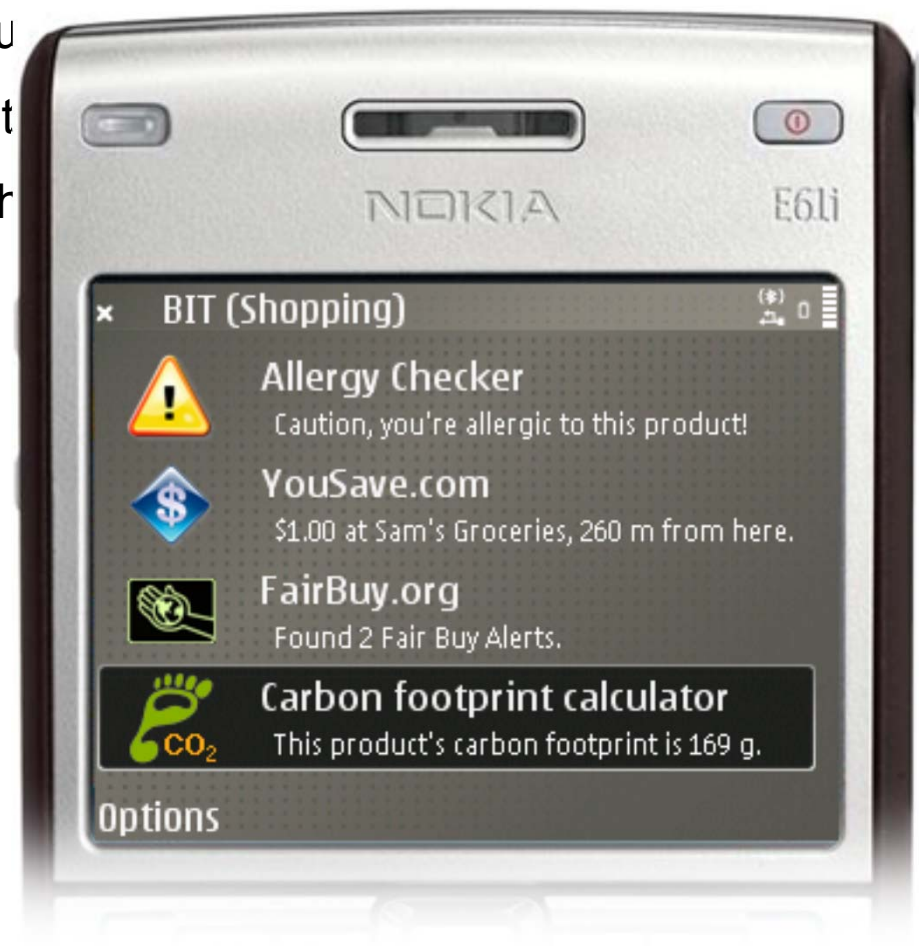 u
t
h
NOKIA
E61i
BIT (Shopping)
Allergy Checker
Caution, you're allergic to this product!
YouSave.com
$
$1.00 at Sam's Groceries, 260 m from here.
FairBuy.org
Found 2 Fair Buy Alerts.
Carbon footprint calculator
CO₂
This product's carbon footprint is 169 g.
Options